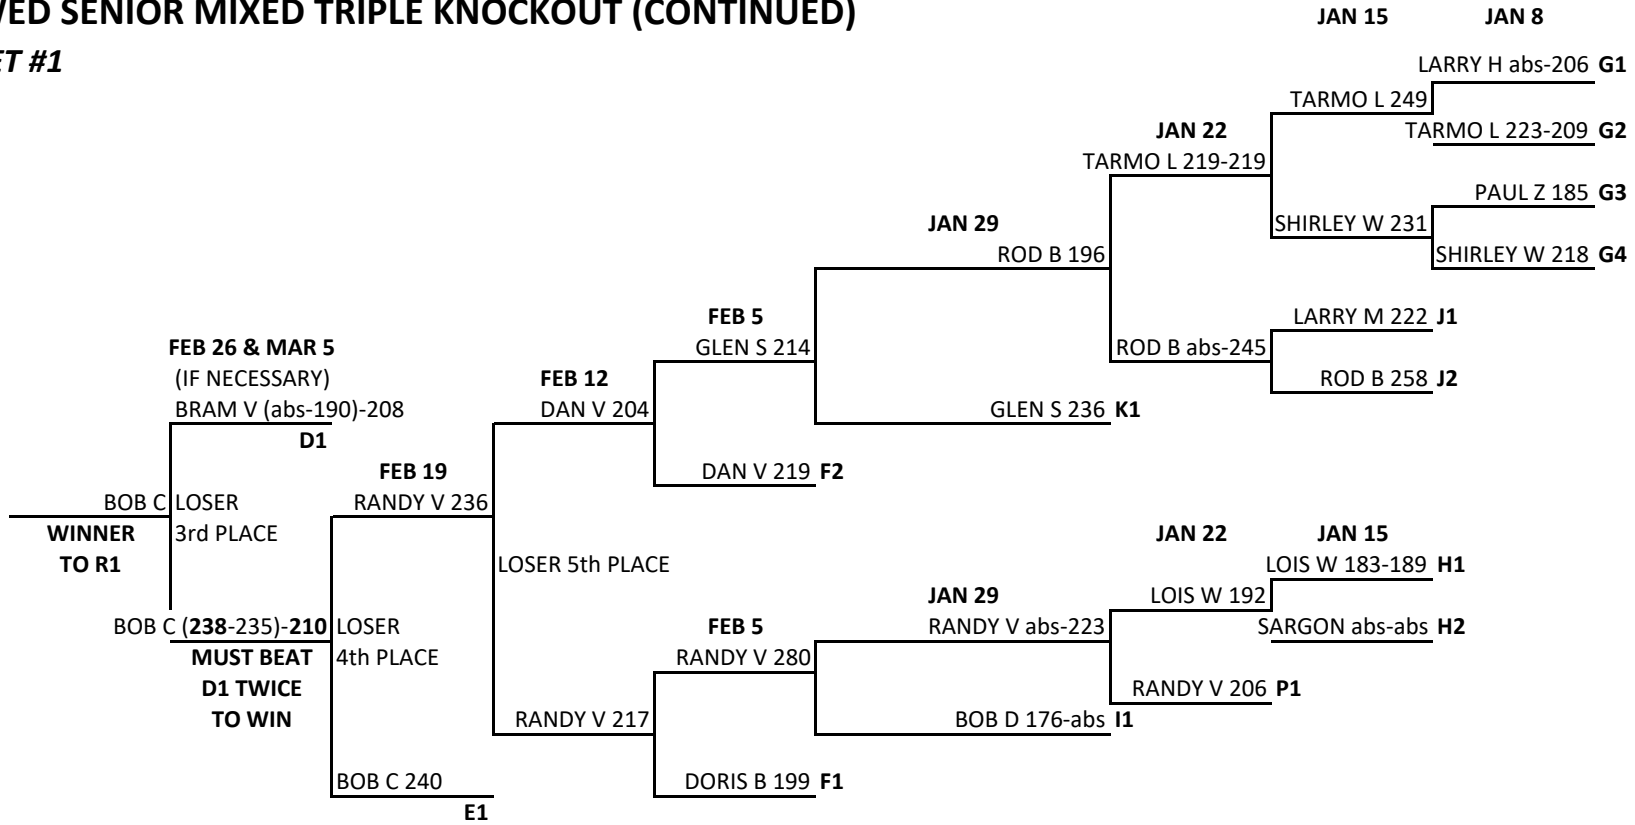 WED SENIOR MIXED TRIPLE KNOCKOUT (CONTINUED)
ET #1
JAN 15 JAN 8
LARRY H abs-206 G1
TARMO L 249
JAN 22 TARMO L 223-209 G2
TARMO L 219-219
PAUL Z 185 G3
JAN 29 SHIRLEY W 231
ROD B 196 SHIRLEY W 218 G4
FEB 5 LARRY M 222 J1
FEB 26 & MAR 5 GLEN S 214 ROD B abs-245
(IF NECESSARY) FEB 12 ROD B 258 J2
BRAM V (abs-190)-208 DAN V 204 GLEN S 236 K1
D1
FEB 19 DAN V 219 F2
BOB C LOSER RANDY V 236
WINNER 3rd PLACE JAN 22 JAN 15
TO R1 LOSER 5th PLACE LOIS W 183-189 H1
JAN 29 LOIS W 192
BOB C (238-235)-210 LOSER FEB 5 RANDY V abs-223 SARGON abs-abs H2
MUST BEAT 4th PLACE RANDY V 280
D1 TWICE RANDY V 206 P1
TO WIN RANDY V 217 BOB D 176-abs I1
BOB C 240 DORIS B 199 F1
E1